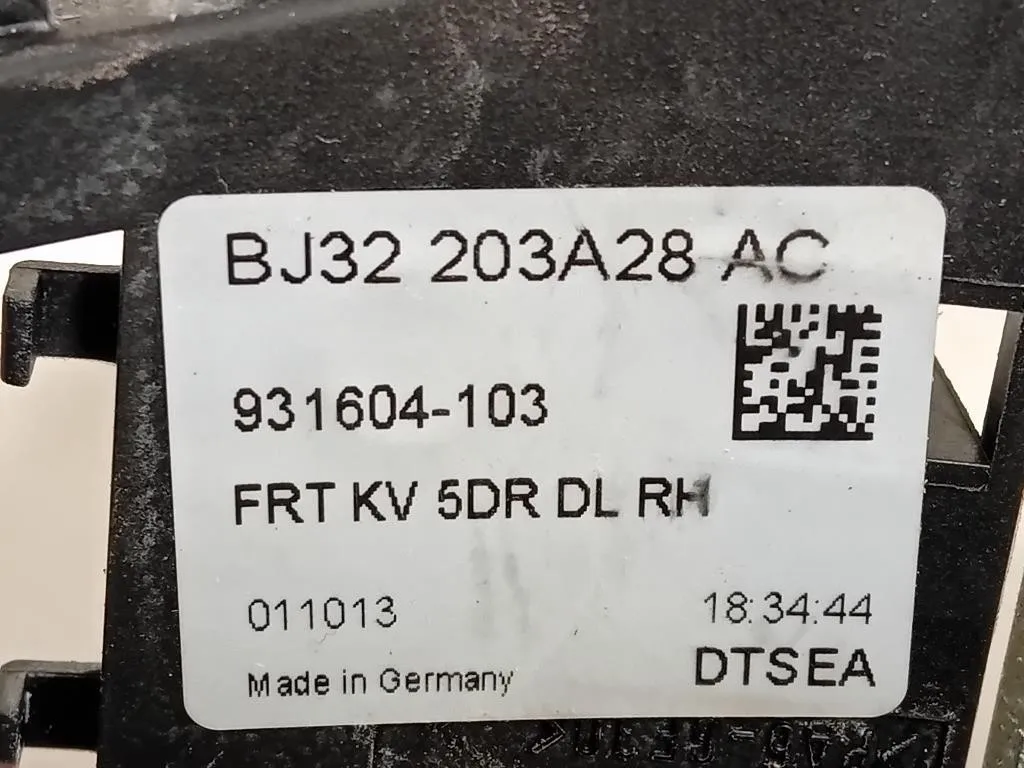 BJ32 203A28 AC
931604-103
FRT KV 5DR DL RH
011013 18:34:44
Made in Germany DTSEA